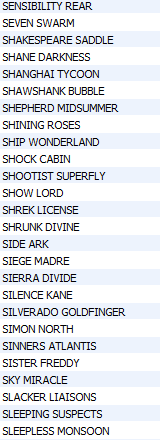 SENSIBILITY REAR
SEVEN SWARM
SHAKESPEARE SADDLE
SHANE DARKNESS
SHANGHAI TYCOON
SHAWSHANK BUBBLE
SHEPHERD MIDSUMMER
SHINING ROSES
SHIP WONDERLAND
SHOCK CABIN
SHOOTIST SUPERFLY
SHOW LORD
SHREK LICENSE
SHRUNK DIVINE
SIDE ARK
SIEGE MADRE
SIERRA DIVIDE
SILENCE KANE
SILVERADO GOLDFINGER
SIMON NORTH
SINNERS ATLANTIS
SISTER FREDDY
SKY MIRACLE
SLACKER LIAISONS
SLEEPING SUSPECTS
SLEEPLESS MONSOON